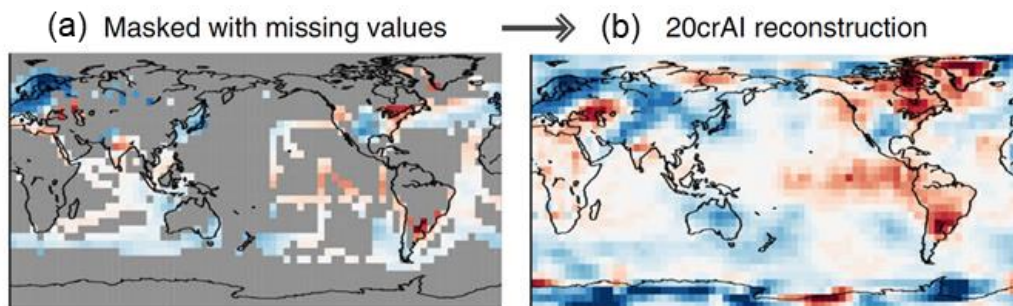 (a) Masked with missing values
(b) 20crAI reconstruction